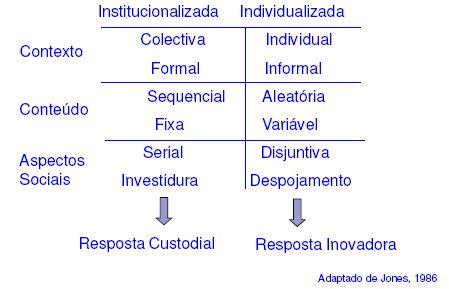 Institucionalizada Individualizada
Contexto
Colectiva Individual
Formal Informal
Conteúdo
Sequencial Aleatória
Fixa Variável
Aspectos
Sociais
Serial Disjuntiva
Investidura Despojamento
Resposta Custodial Resposta Inovadora
Adaptado de Jones, 1986